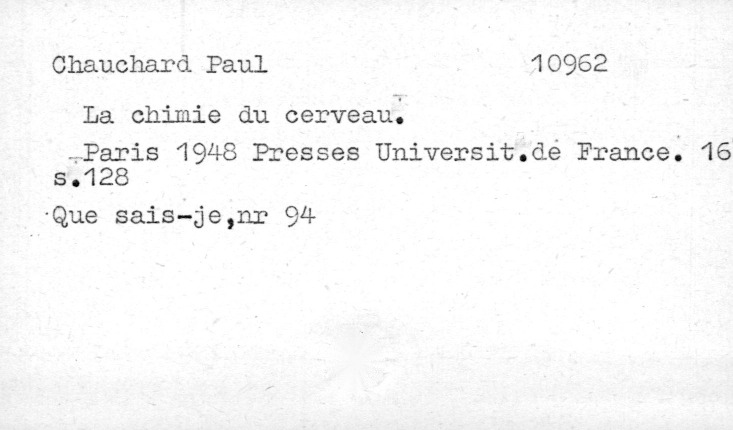 Chauchard Paul 10962
La chimie du cerveau.
Paris 1948 Presses Universit.de France. 16
s.128
Que sais-je,nr 94